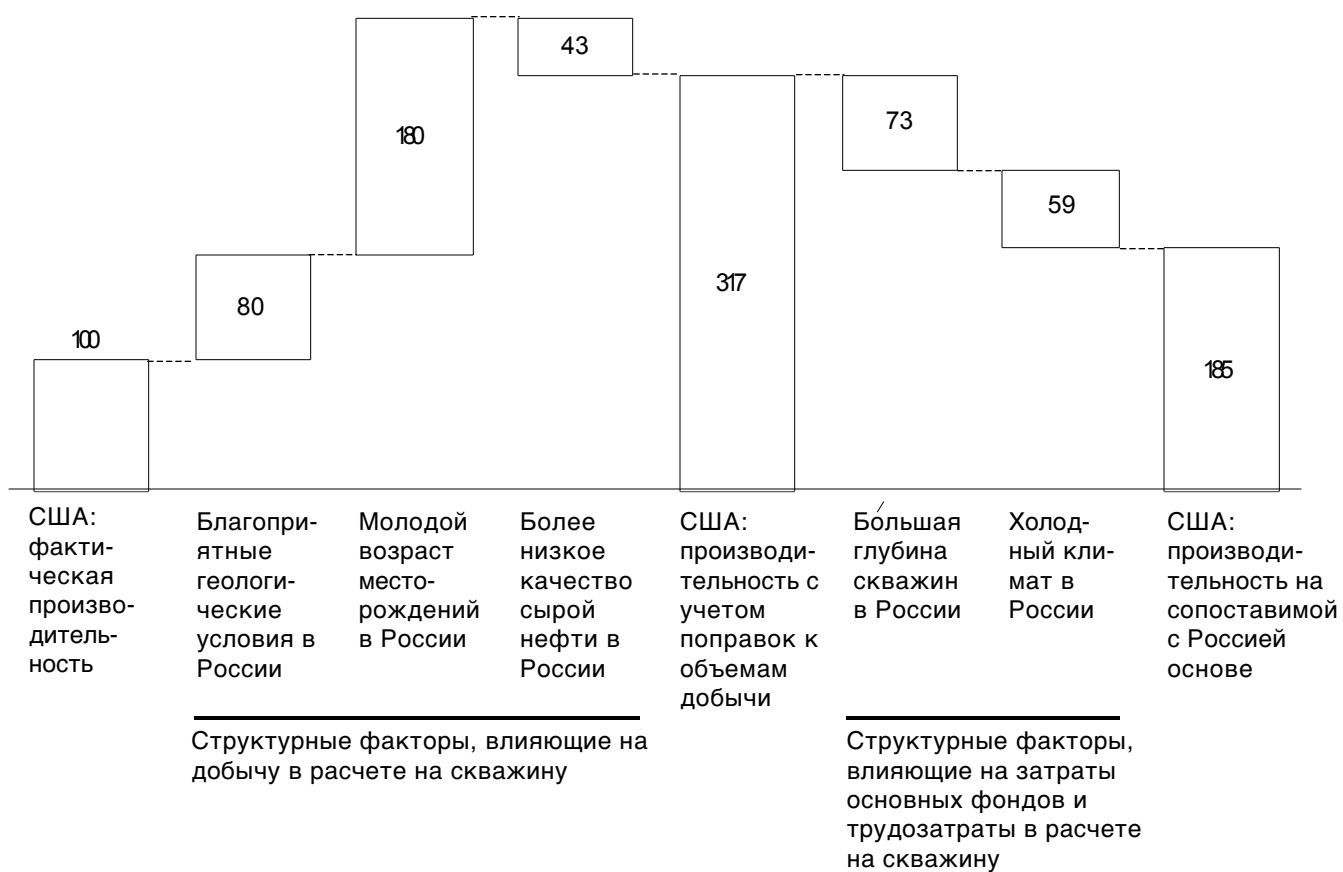 43
180
73
59
317
80
100
185
США:
факти-
ческая
произво-
дитель-
ность
Благопри-
ятные
геологи-
ческие
условия в
России
Молодой
возраст
место-
рождений
в России
Более
низкое
качество
сырой
нефти в
России
США:
производи-
тельность с
учетом
поправок к
объемам
добычи
Бо́льшая
глубина
скважин
в России
Холод-
ный кли-
мат в
России
США:
производи-
тельность на
сопоставимой
с Россией
основе
Структурные факторы, влияющие на
добычу в расчете на скважину
Структурные факторы,
влияющие на затраты
основных фондов и
трудозатраты в расчете
на скважину